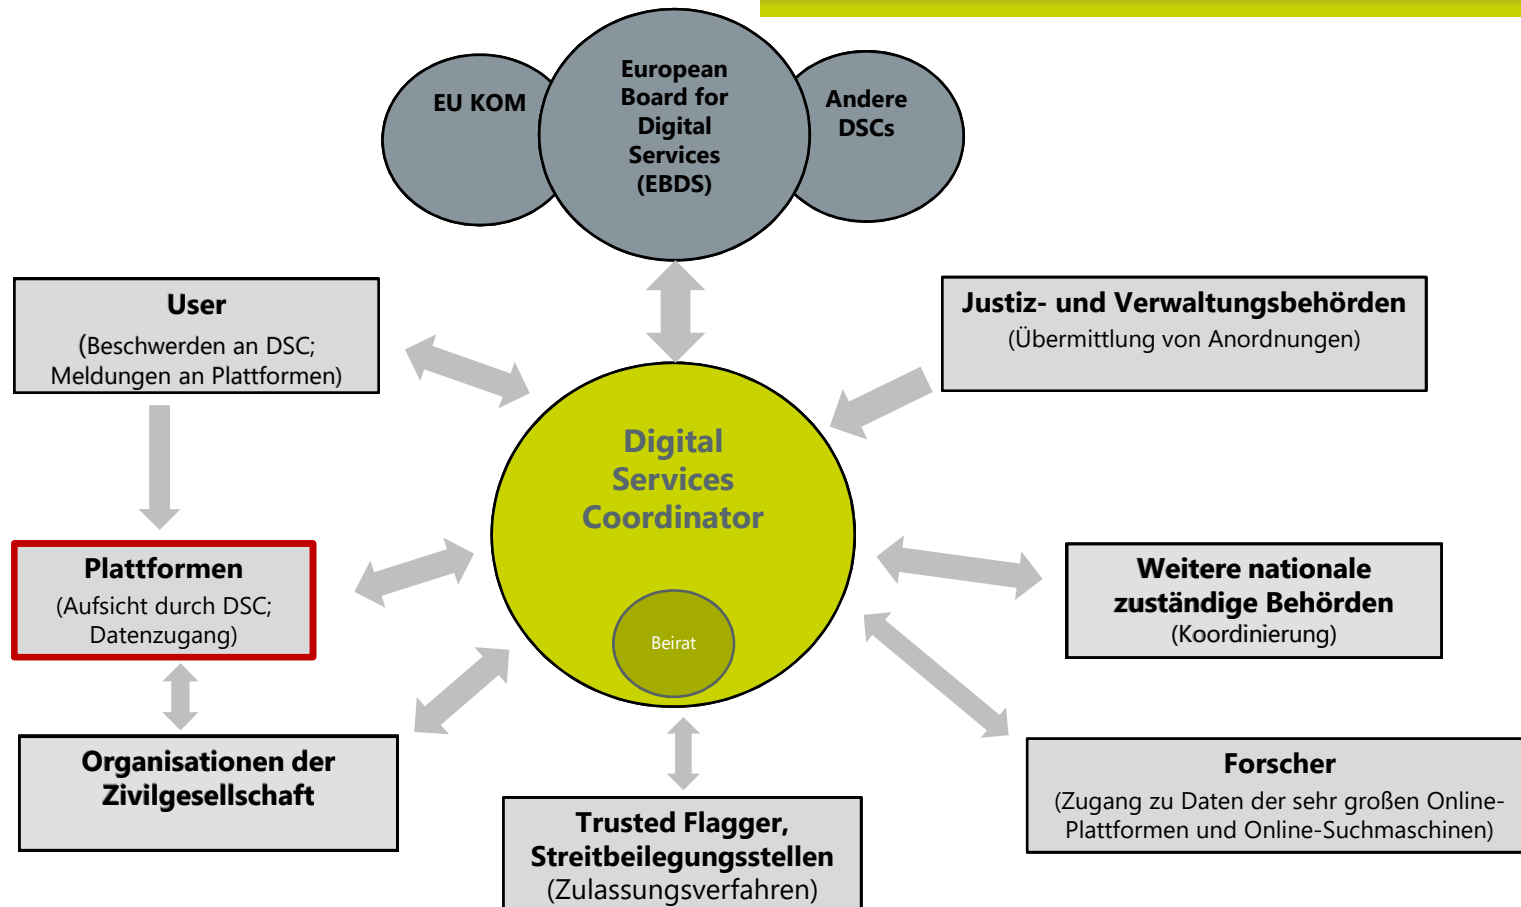 EU KOM
European
Board for
Digital
Services
(EBDS)
Andere
DSCs
User
(Beschwerden an DSC;
Meldungen an Plattformen)
Justiz- und Verwaltungsbehörden
(Übermittlung von Anordnungen)
Digital
Services
Coordinator
Beirat
Plattformen
(Aufsicht durch DSC;
Datenzugang)
Weitere nationale
zuständige Behörden
(Koordinierung)
Organisationen der
Zivilgesellschaft
Trusted Flagger,
Streitbeilegungsstellen
(Zulassungsverfahren)
Forscher
(Zugang zu Daten der sehr großen Online-
Plattformen und Online-Suchmaschinen)